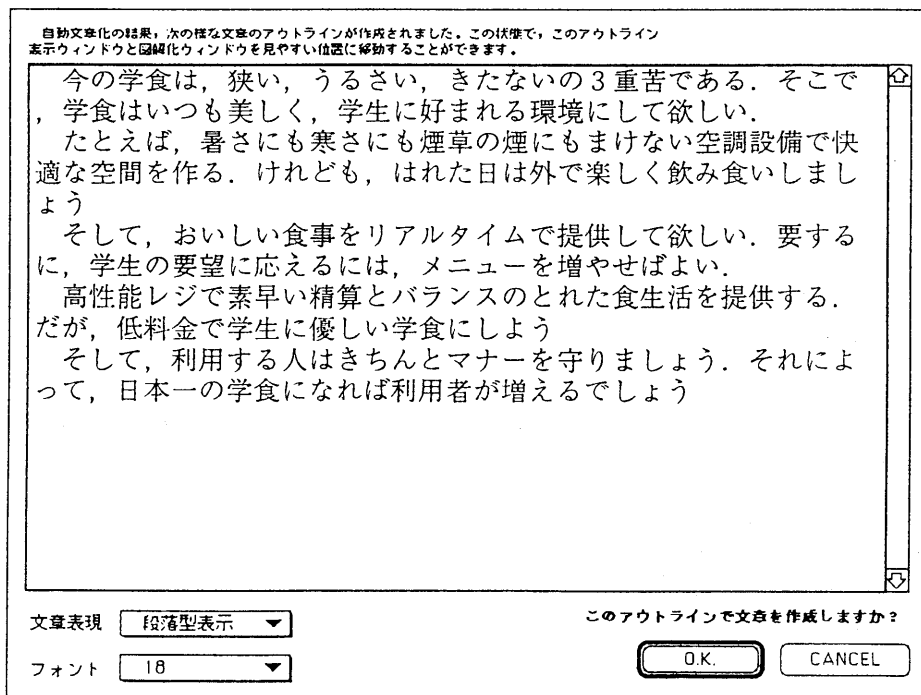 自動文章化の結果，次の様な文章のアウトラインが作成されました。この状態で，このアウトライン
表示ウィンドウと図解化ウィンドウを見やすい位置に移動することができます．
今の学食は，狭い，うるさい，きたないの３重苦である．そこで
，学食はいつも美しく，学生に好まれる環境にして欲しい．
たとえば，暑さにも寒さにも煙草の煙にもまけない空調設備で快
適な空間を作る．けれども，はれた日は外で楽しく飲み食いしまし
ょう
そして，おいしい食事をリアルタイムで提供して欲しい．要する
に，学生の要望に応えるには，メニューを増やせばよい．
高性能レジで素早い精算とバランスのとれた食生活を提供する．
だが，低料金で学生に優しい学食にしよう
そして，利用する人はきちんとマナーを守りましょう．それによ
って，日本一の学食になれば利用者が増えるでしょう
文章表現 段落型表示
このアウトラインで文章を作成しますか？
フォント 18
O.K. CANCEL